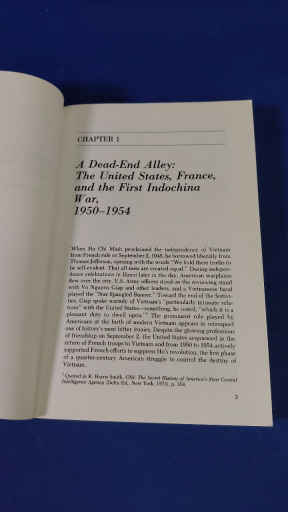 CHAPTER 1
A Dead-End Alley:
The United States, France,
and the First Indochina
War,
1950–1954
When Ho Chi Minh proclaimed the independence of Vietnam
from French rule on September 2, 1945, he borrowed liberally from
Thomas Jefferson, opening with the words "We hold these truths to
be self-evident. That all men are created equal." During indepen-
dence celebrations in Hanoi later in the day, American warplanes
flew over the city, U.S. Army officers stood on the reviewing stand
with Vo Nguyen Giap and other leaders, and a Vietnamese band
played the "Star-Spangled Banner." Toward the end of the festivi-
ties, Giap spoke warmly of Vietnam's "particularly intimate rela-
tions" with the United States—something, he noted, "which it is a
pleasant duty to dwell upon."¹ The prominent role played by
Americans at the birth of modern Vietnam appears in retrospect
one of history's most bitter ironies. Despite the glowing professions
of friendship on September 2, the United States acquiesced in the
return of French troops to Vietnam and from 1950 to 1954 actively
supported French efforts to suppress Ho's revolution, the first phase
of a quarter-century American struggle to control the destiny of
Vietnam.
¹ Quoted in R. Harris Smith, OSS: The Secret History of America's First Central
Intelligence Agency (Delta Ed., New York, 1973), p. 354.
3